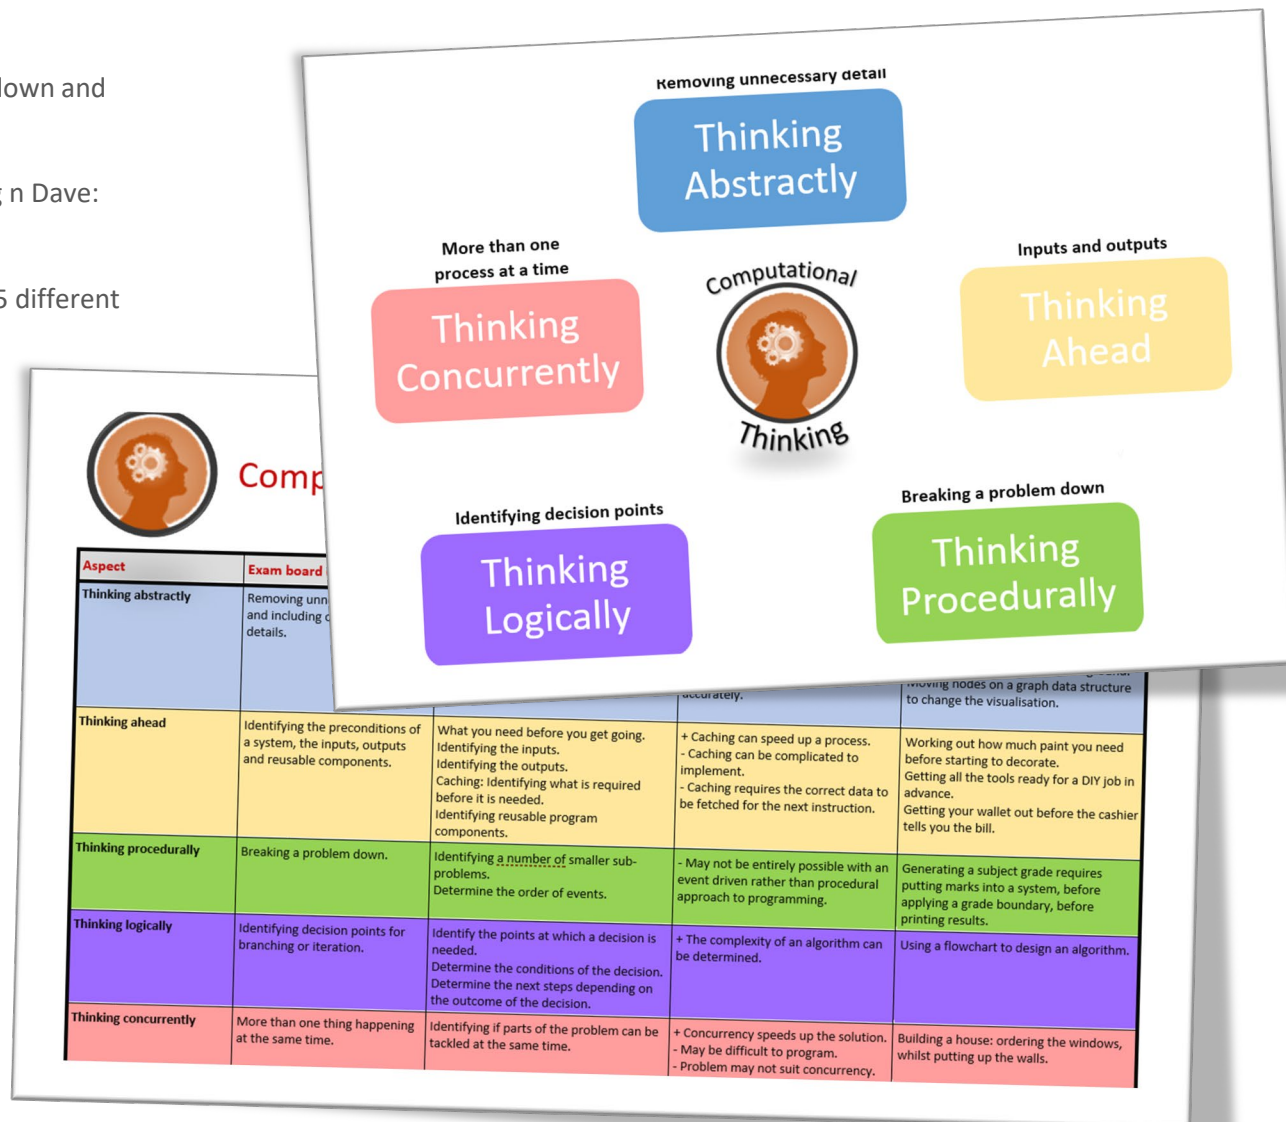 down and
n Dave:
5 different
Removing unnecessary detail
Thinking
Abstractly
More than one
process at a time
Thinking
Concurrently
Computational
Thinking
Inputs and outputs
Thinking
Ahead
Identifying decision points
Thinking
Logically
Breaking a problem down
Thinking
Procedurally
Aspect
Exam board
Thinking abstractly
Removing
and including
details.
accurately.
Moving nodes on a graph data structure
to change the visualisation.
Thinking ahead
Identifying the preconditions of
a system, the inputs, outputs
and reusable components.
What you need before you get going.
Identifying the inputs.
Identifying the outputs.
Caching: Identifying what is required
before it is needed.
Identifying reusable program
components.
+ Caching can speed up a process.
- Caching can be complicated to
implement.
- Caching requires the correct data to
be fetched for the next instruction.
Working out how much paint you need
before starting to decorate.
Getting all the tools ready for a DIY job in
advance.
Getting your wallet out before the cashier
tells you the bill.
Thinking procedurally
Breaking a problem down.
Identifying a number of smaller sub-
problems.
Determine the order of events.
- May not be entirely possible with an
event driven rather than procedural
approach to programming.
Generating a subject grade requires
putting marks into a system, before
applying a grade boundary, before
printing results.
Thinking logically
Identifying decision points for
branching or iteration.
Identify the points at which a decision is
needed.
Determine the conditions of the decision.
Determine the next steps depending on
the outcome of the decision.
+ The complexity of an algorithm can
be determined.
Using a flowchart to design an algorithm.
Thinking concurrently
More than one thing happening
at the same time.
Identifying if parts of the problem can be
tackled at the same time.
+ Concurrency speeds up the solution.
- May be difficult to program.
- Problem may not suit concurrency.
Building a house: ordering the windows,
whilst putting up the walls.